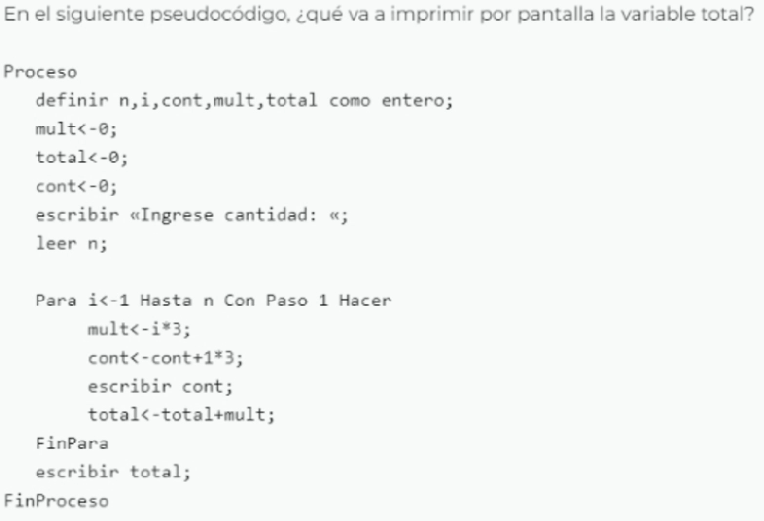 En el siguiente pseudocódigo, ¿qué va a imprimir por pantalla la variable total?
Proceso
definir n,i,cont,mult,total como entero;
mult<-0;
total<-0;
cont<-0;
escribir «Ingrese cantidad: «;
leer n;
Para i<-1 Hasta n Con Paso 1 Hacer
mult<-i*3;
cont<-cont+1*3;
escribir cont;
total<-total+mult;
FinPara
escribir total;
FinProceso